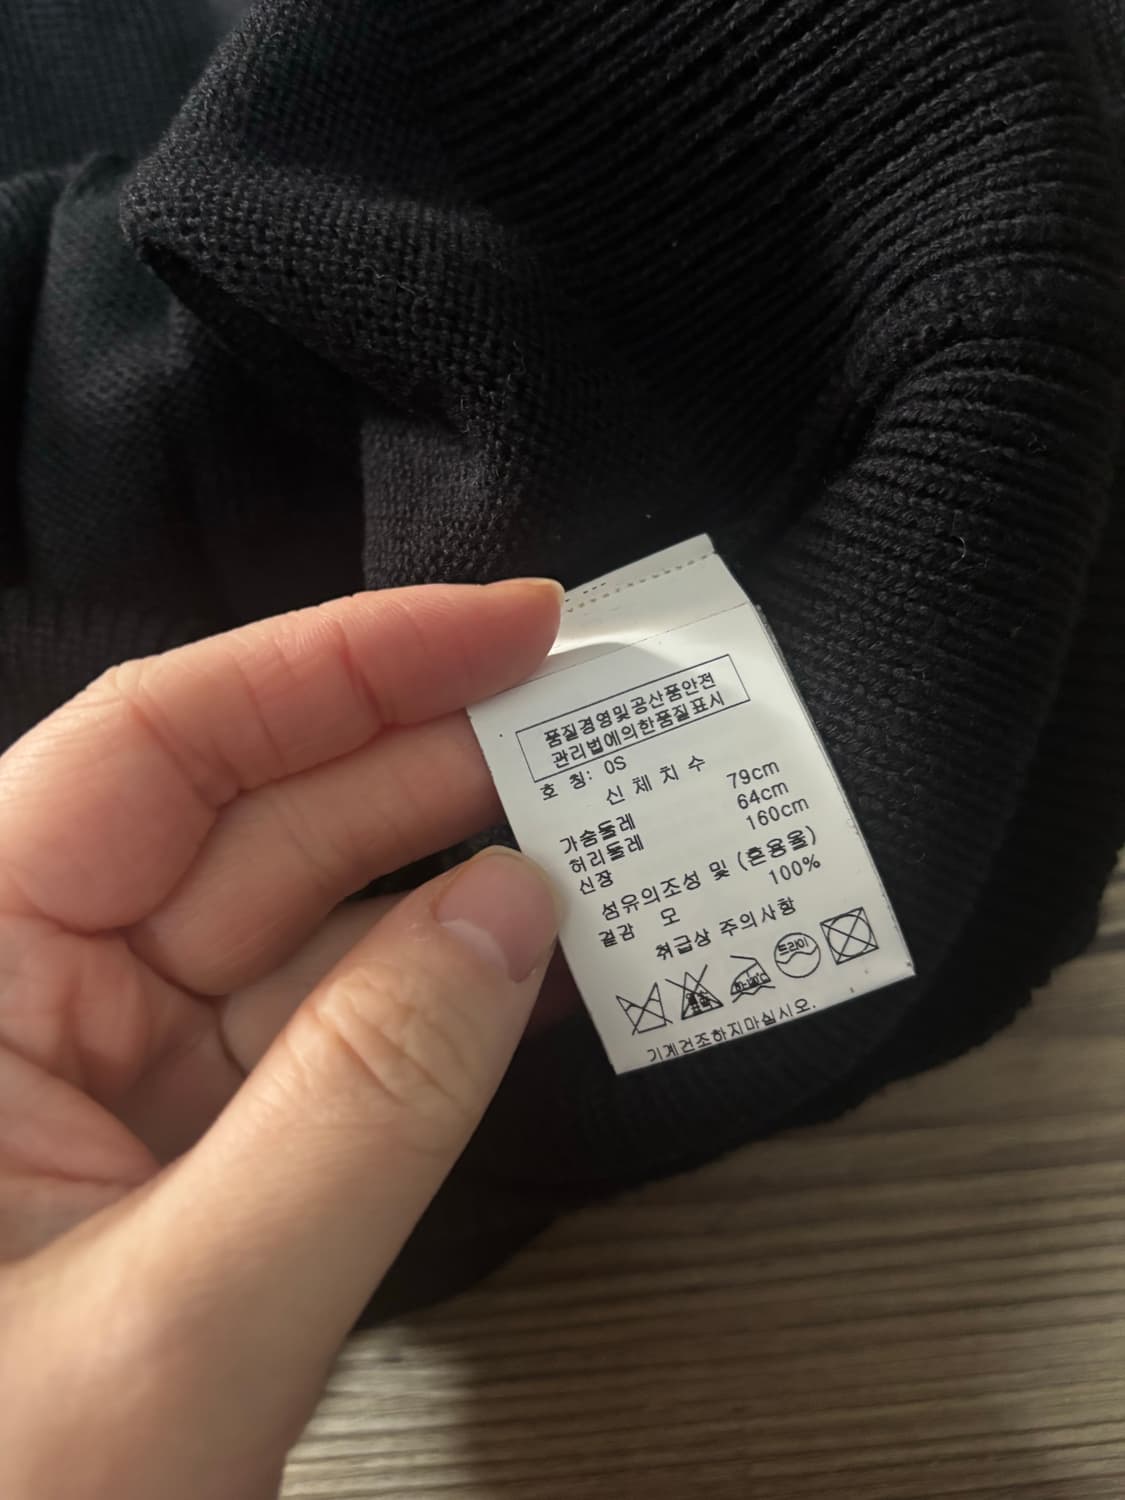 품질경영및공산품안전
관리법에의한품질표시
호 칭: OS
신 체 치 수
가슴둘레 79cm
허리둘레 64cm
신장 160cm
섬유의조성 및 (혼용율)
겉감 모 100%
취급상 주의사항
드라이
기계건조하지마십시오.